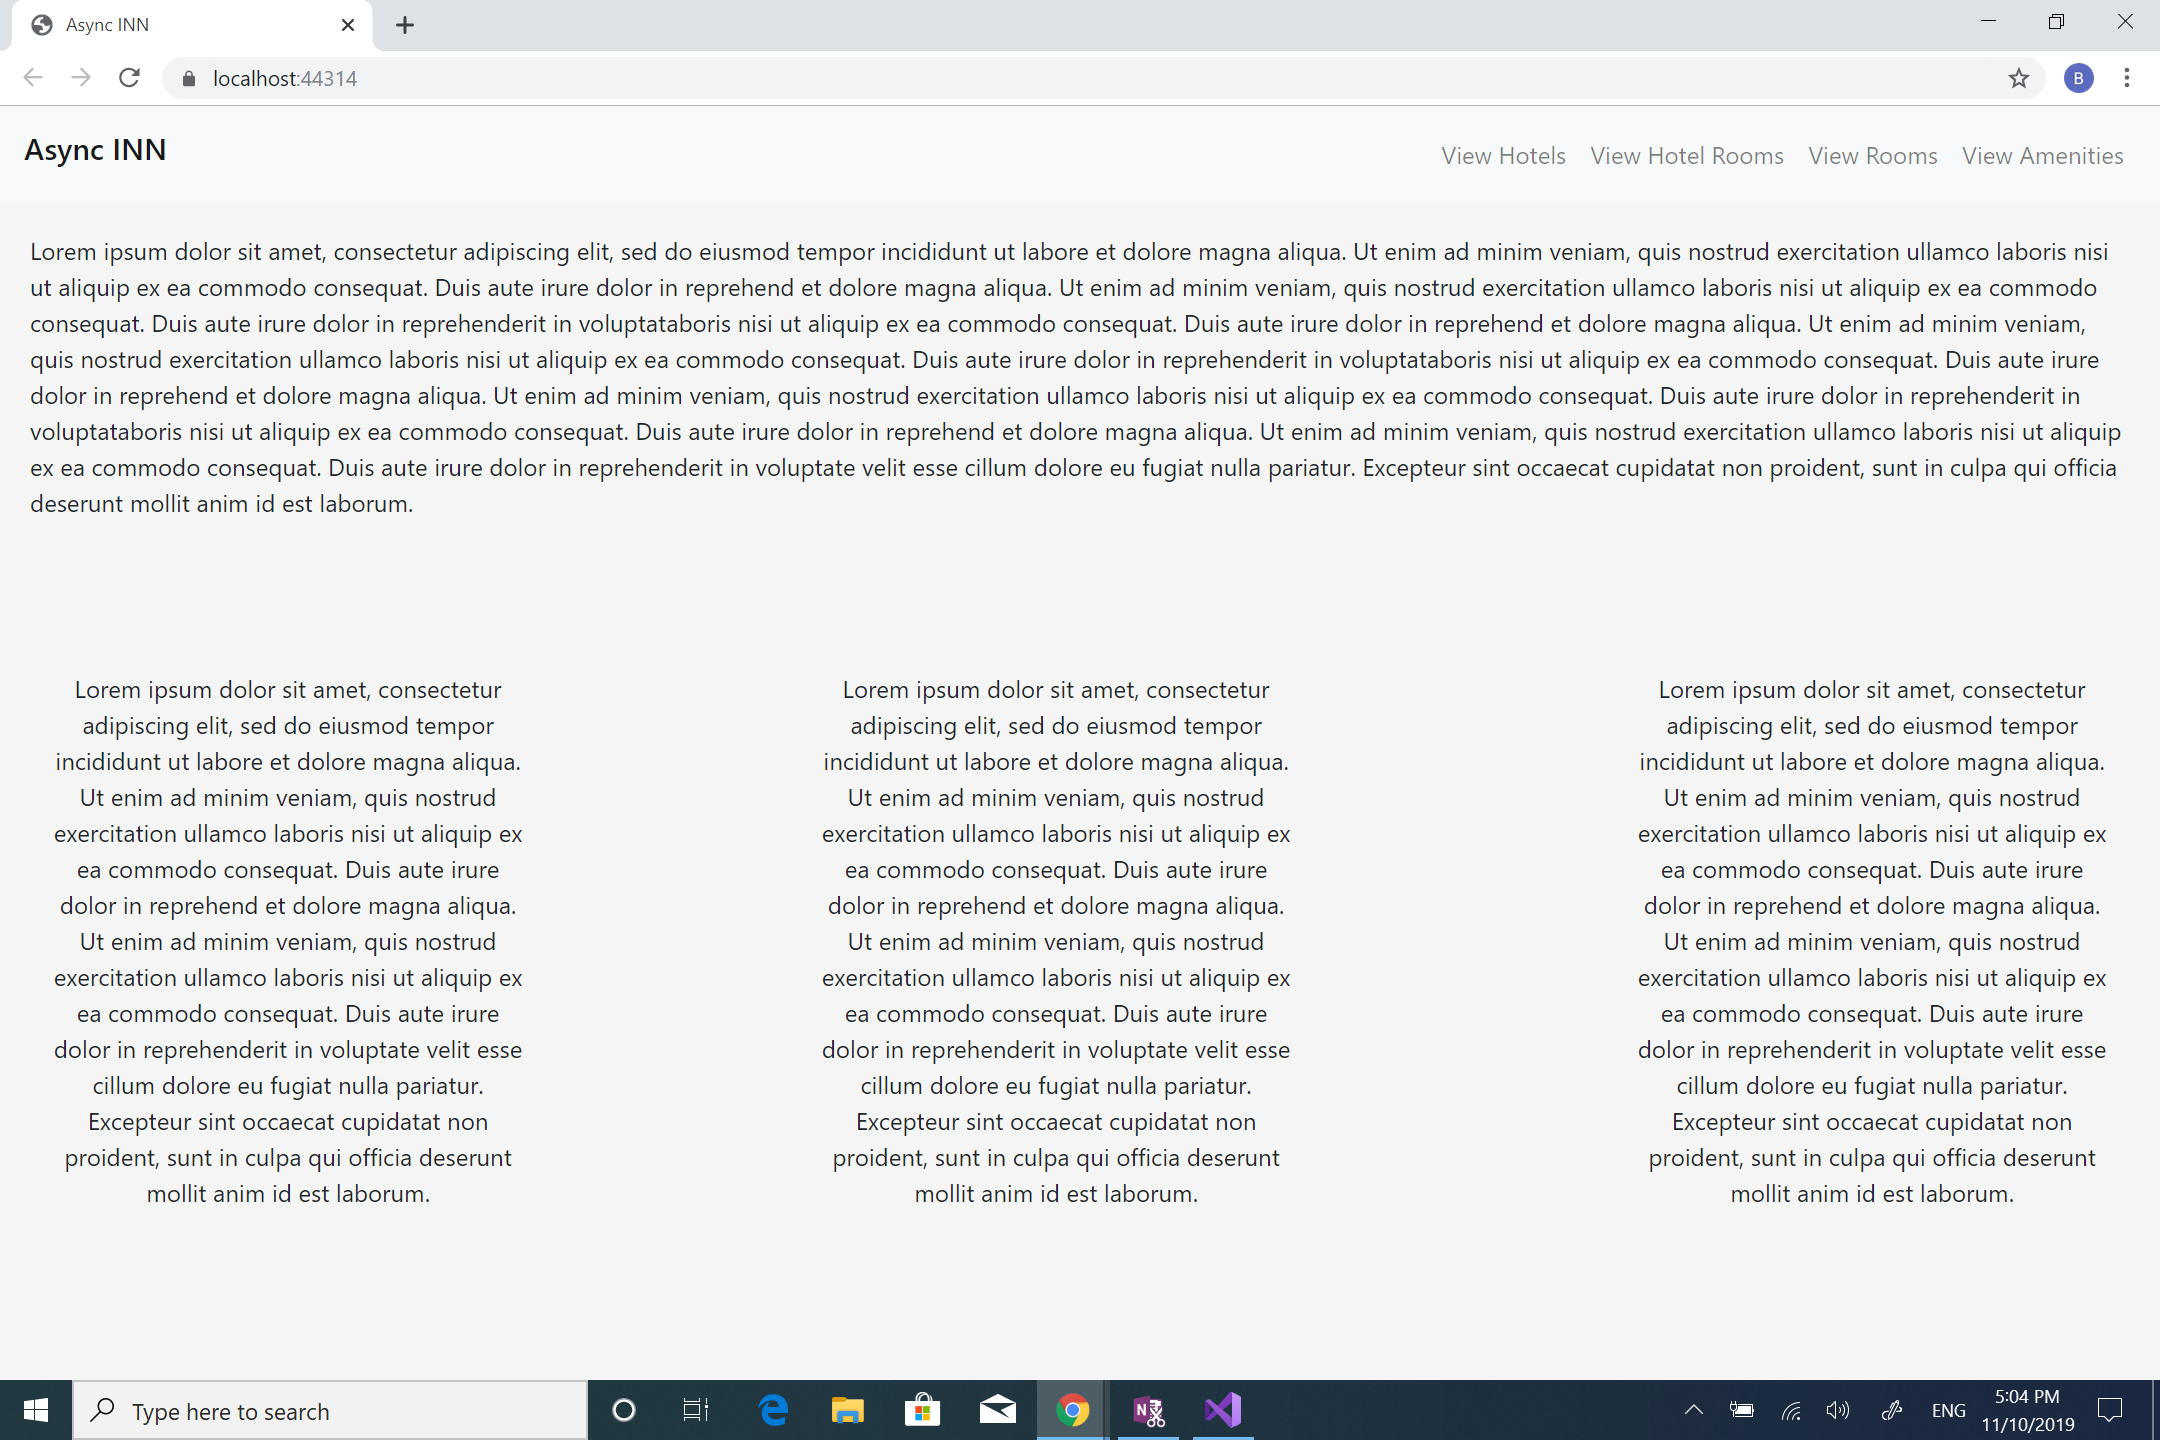 Async INN
localhost:44314
B
Async INN
View Hotels View Hotel Rooms View Rooms View Amenities
Lorem ipsum dolor sit amet, consectetur adipiscing elit, sed do eiusmod tempor incididunt ut labore et dolore magna aliqua. Ut enim ad minim veniam, quis nostrud exercitation ullamco laboris nisi
ut aliquip ex ea commodo consequat. Duis aute irure dolor in reprehend et dolore magna aliqua. Ut enim ad minim veniam, quis nostrud exercitation ullamco laboris nisi ut aliquip ex ea commodo
consequat. Duis aute irure dolor in reprehenderit in voluptataboris nisi ut aliquip ex ea commodo consequat. Duis aute irure dolor in reprehend et dolore magna aliqua. Ut enim ad minim veniam,
quis nostrud exercitation ullamco laboris nisi ut aliquip ex ea commodo consequat. Duis aute irure dolor in reprehenderit in voluptataboris nisi ut aliquip ex ea commodo consequat. Duis aute irure
dolor in reprehend et dolore magna aliqua. Ut enim ad minim veniam, quis nostrud exercitation ullamco laboris nisi ut aliquip ex ea commodo consequat. Duis aute irure dolor in reprehenderit in
voluptataboris nisi ut aliquip ex ea commodo consequat. Duis aute irure dolor in reprehend et dolore magna aliqua. Ut enim ad minim veniam, quis nostrud exercitation ullamco laboris nisi ut aliquip
ex ea commodo consequat. Duis aute irure dolor in reprehenderit in voluptate velit esse cillum dolore eu fugiat nulla pariatur. Excepteur sint occaecat cupidatat non proident, sunt in culpa qui officia
deserunt mollit anim id est laborum.
Lorem ipsum dolor sit amet, consectetur
adipiscing elit, sed do eiusmod tempor
incididunt ut labore et dolore magna aliqua.
Ut enim ad minim veniam, quis nostrud
exercitation ullamco laboris nisi ut aliquip ex
ea commodo consequat. Duis aute irure
dolor in reprehend et dolore magna aliqua.
Ut enim ad minim veniam, quis nostrud
exercitation ullamco laboris nisi ut aliquip ex
ea commodo consequat. Duis aute irure
dolor in reprehenderit in voluptate velit esse
cillum dolore eu fugiat nulla pariatur.
Excepteur sint occaecat cupidatat non
proident, sunt in culpa qui officia deserunt
mollit anim id est laborum.
Lorem ipsum dolor sit amet, consectetur
adipiscing elit, sed do eiusmod tempor
incididunt ut labore et dolore magna aliqua.
Ut enim ad minim veniam, quis nostrud
exercitation ullamco laboris nisi ut aliquip ex
ea commodo consequat. Duis aute irure
dolor in reprehend et dolore magna aliqua.
Ut enim ad minim veniam, quis nostrud
exercitation ullamco laboris nisi ut aliquip ex
ea commodo consequat. Duis aute irure
dolor in reprehenderit in voluptate velit esse
cillum dolore eu fugiat nulla pariatur.
Excepteur sint occaecat cupidatat non
proident, sunt in culpa qui officia deserunt
mollit anim id est laborum.
Lorem ipsum dolor sit amet, consectetur
adipiscing elit, sed do eiusmod tempor
incididunt ut labore et dolore magna aliqua.
Ut enim ad minim veniam, quis nostrud
exercitation ullamco laboris nisi ut aliquip ex
ea commodo consequat. Duis aute irure
dolor in reprehend et dolore magna aliqua.
Ut enim ad minim veniam, quis nostrud
exercitation ullamco laboris nisi ut aliquip ex
ea commodo consequat. Duis aute irure
dolor in reprehenderit in voluptate velit esse
cillum dolore eu fugiat nulla pariatur.
Excepteur sint occaecat cupidatat non
proident, sunt in culpa qui officia deserunt
mollit anim id est laborum.
Type here to search
N
ENG
5:04 PM
11/10/2019